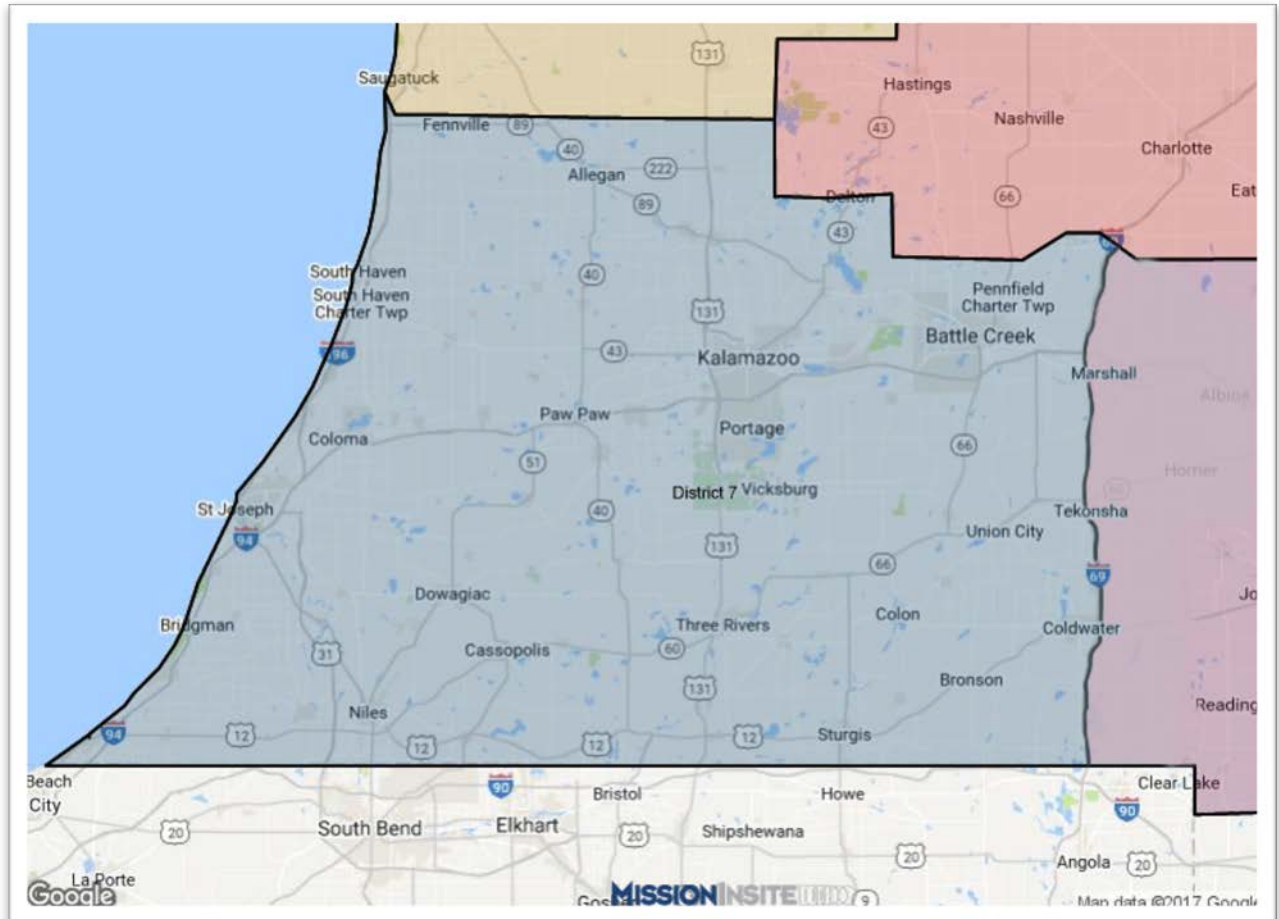 131
Saugatuck
Hastings
Fennville
89
43
Nashville
40
Charlotte
Allegan
222
Eat
Delton
66
89
43
South Haven
40
South Haven
Charter Twp
Pennfield
Charter Twp
131
Battle Creek
96
43
Kalamazoo
Marshall
Albion
Paw Paw
Portage
Coloma
66
51
Homer
District 7
Vicksburg
60
St Joseph
40
Tekonsha
94
131
Union City
66
69
Dowagiac
Jo
Colon
Bridgman
Three Rivers
Coldwater
31
Cassopolis
60
131
Bronson
Reading
Niles
94
12
12
12
12
Sturgis
Beach
City
90
Bristol
Howe
Clear Lake
90
20
South Bend
Elkhart
20
Shipshewana
20
Angola
20
La Porte
Google
MISSIONINSITE
9
Map data ©2017 Google